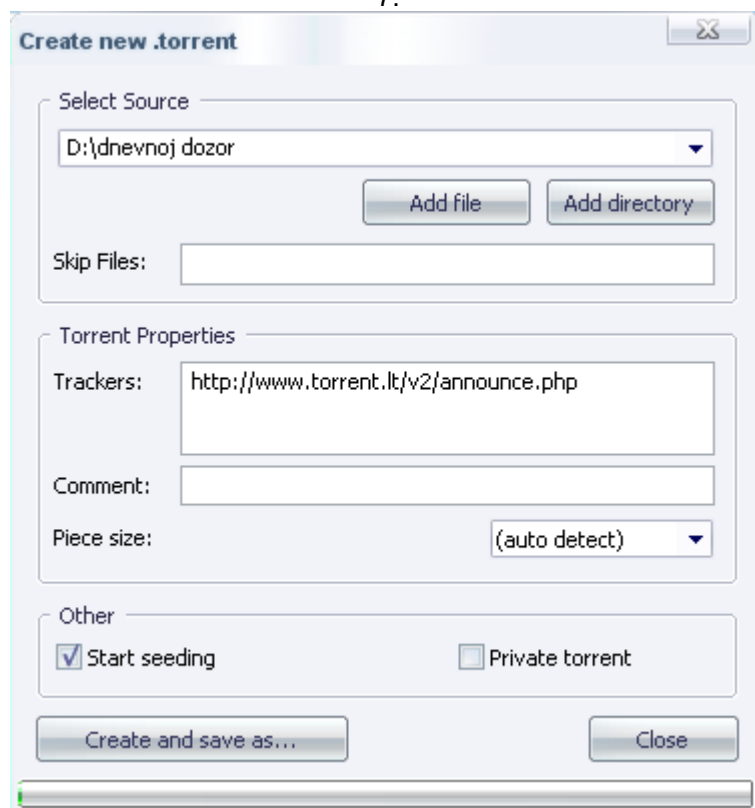 Create new .torrent
Select Source
D:\dnevnoj dozor
Add file Add directory
Skip Files:
Torrent Properties
Trackers: http://www.torrent.lt/v2/announce.php
Comment:
Piece size: (auto detect)
Other
Start seeding Private torrent
Create and save as... Close